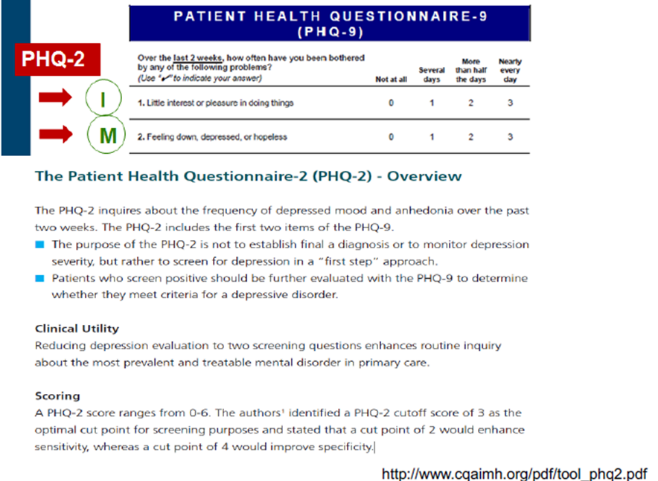 PATIENT HEALTH QUESTIONNAIRE-9
(PHQ-9)
PHQ-2
Over the last 2 weeks, how often have you been bothered
by any of the following problems?
(Use "✔" to indicate your answer)
Not at all
Several
days
More
than half
the days
Nearly
every
day
I
1. Little interest or pleasure in doing things 0 1 2 3
M
2. Feeling down, depressed, or hopeless 0 1 2 3
The Patient Health Questionnaire-2 (PHQ-2) - Overview
The PHQ-2 inquires about the frequency of depressed mood and anhedonia over the past
two weeks. The PHQ-2 includes the first two items of the PHQ-9.
The purpose of the PHQ-2 is not to establish final a diagnosis or to monitor depression
severity, but rather to screen for depression in a "first step" approach.
Patients who screen positive should be further evaluated with the PHQ-9 to determine
whether they meet criteria for a depressive disorder.
Clinical Utility
Reducing depression evaluation to two screening questions enhances routine inquiry
about the most prevalent and treatable mental disorder in primary care.
Scoring
A PHQ-2 score ranges from 0-6. The authors¹ identified a PHQ-2 cutoff score of 3 as the
optimal cut point for screening purposes and stated that a cut point of 2 would enhance
sensitivity, whereas a cut point of 4 would improve specificity.
http://www.cqaimh.org/pdf/tool_phq2.pdf